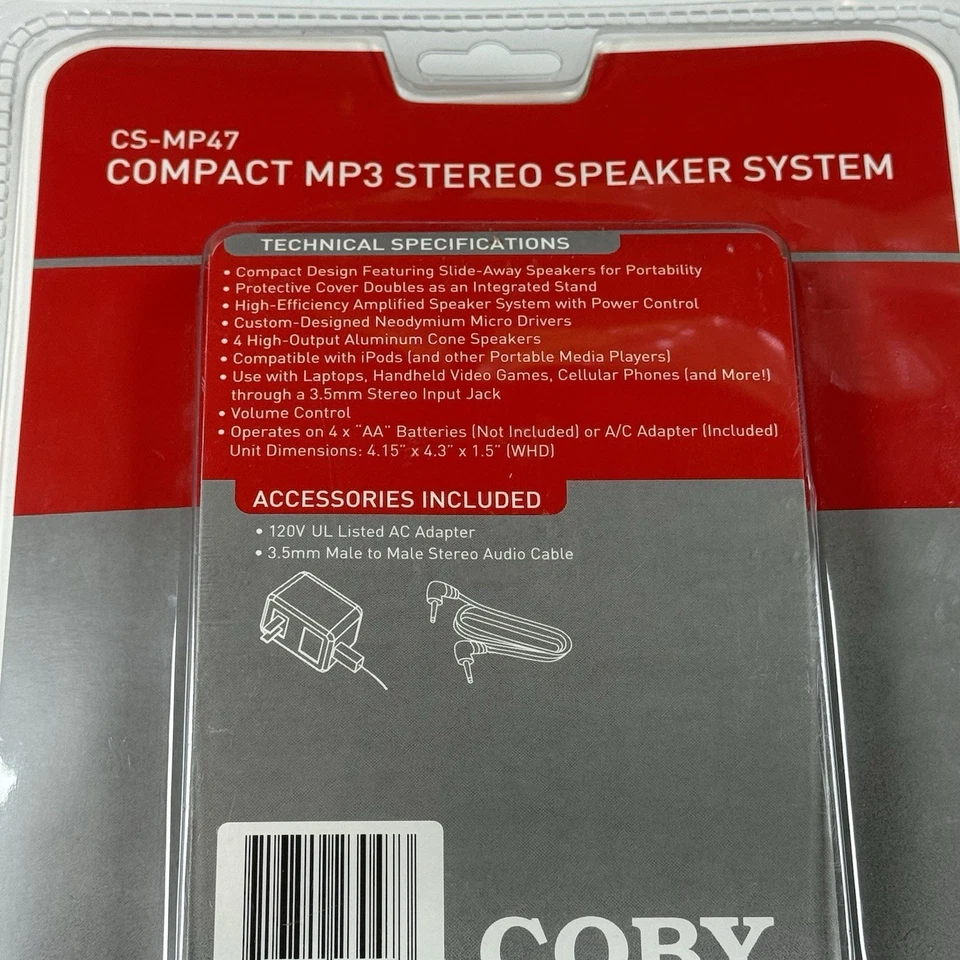 CS-MP47
COMPACT MP3 STEREO SPEAKER SYSTEM
TECHNICAL SPECIFICATIONS
• Compact Design Featuring Slide-Away Speakers for Portability
• Protective Cover Doubles as an Integrated Stand
• High-Efficiency Amplified Speaker System with Power Control
• Custom-Designed Neodymium Micro Drivers
• 4 High-Output Aluminum Cone Speakers
• Compatible with iPods (and other Portable Media Players)
• Use with Laptops, Handheld Video Games, Cellular Phones (and More!)
through a 3.5mm Stereo Input Jack
• Volume Control
• Operates on 4 x "AA" Batteries (Not Included) or A/C Adapter (Included)
Unit Dimensions: 4.15" x 4.3" x 1.5" (WHD)
ACCESSORIES INCLUDED
• 120V UL Listed AC Adapter
• 3.5mm Male to Male Stereo Audio Cable
COBY